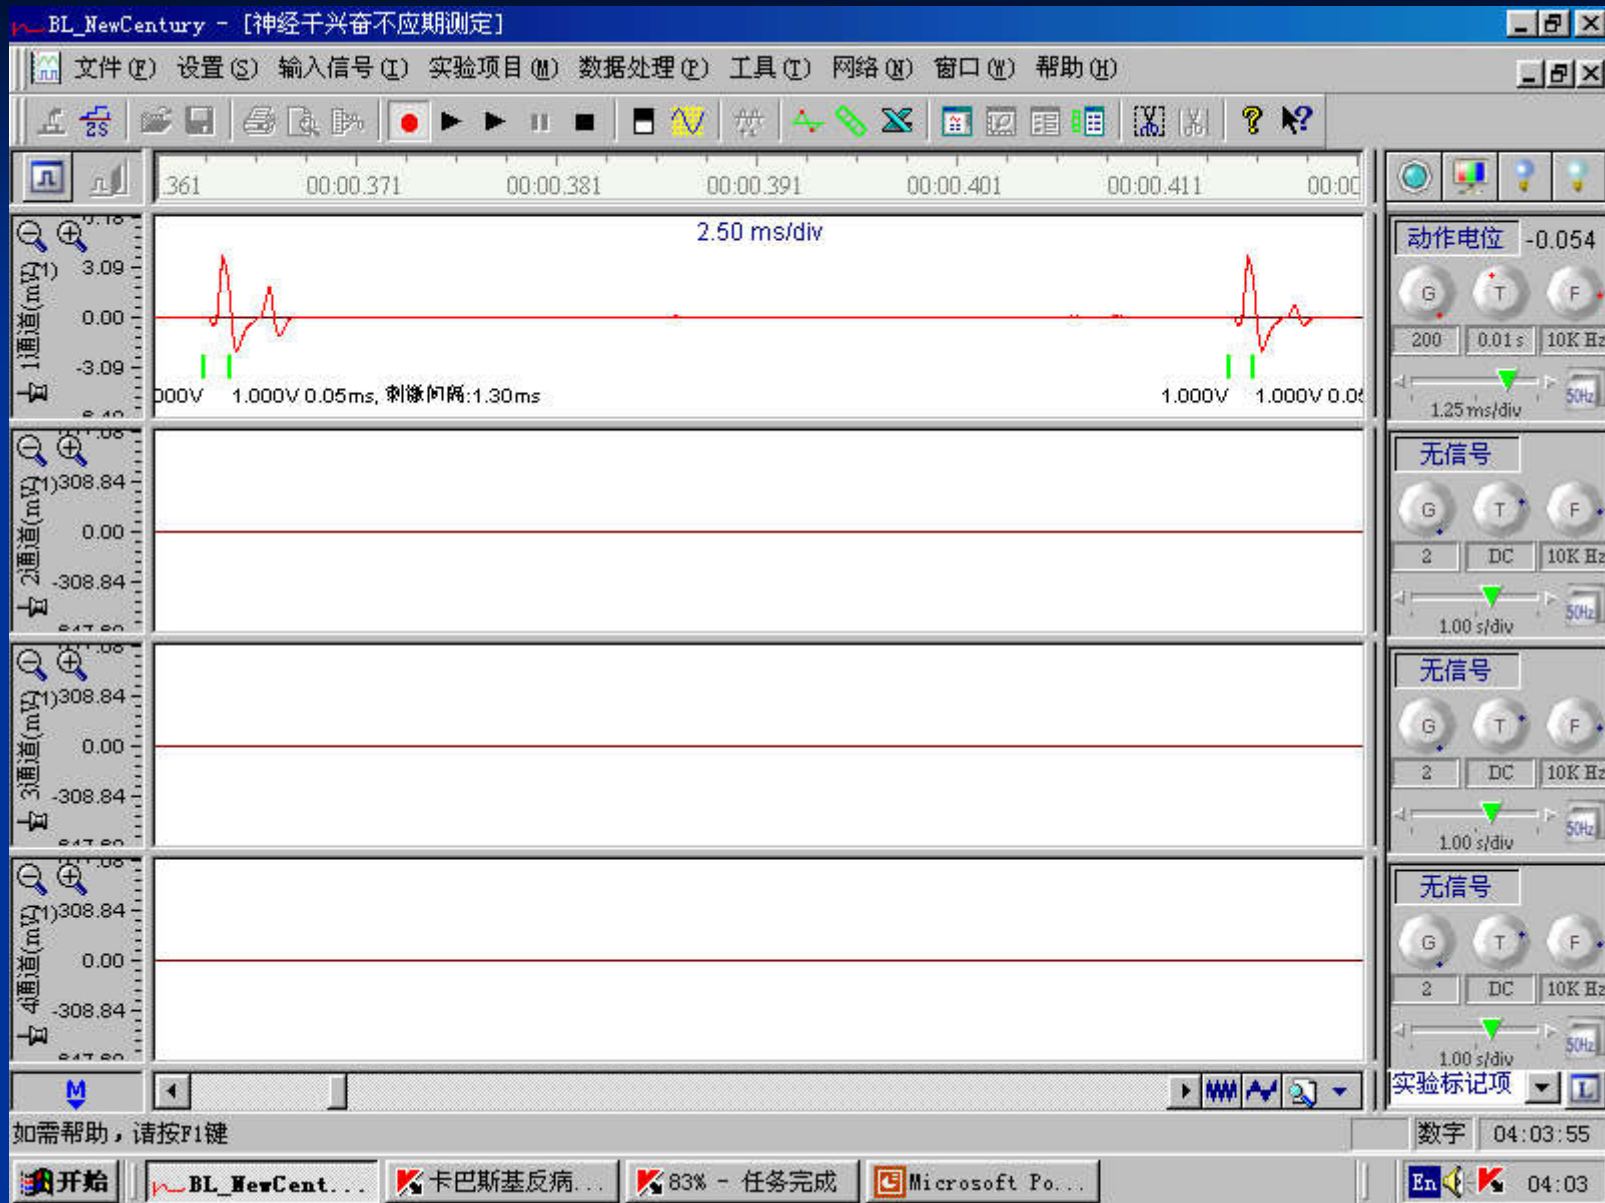 BL_NewCentury - [神经干兴奋不应期测定]
文件(F) 设置(S) 输入信号(I) 实验项目(M) 数据处理(P) 工具(T) 网络(N) 窗口(W) 帮助(H)
2S
.361 00:00.371 00:00.381 00:00.391 00:00.401 00:00.411 00:00
2.50 ms/div
3.09
0.00
-3.09
1通道(mV)
000V 1.000V 0.05ms, 刺激间隔:1.30ms 1.000V 1.000V 0.05
动作电位 -0.054
G T F
200 0.01 s 10K Hz
1.25 ms/div 50Hz
308.84
0.00
-308.84
2通道(mV)
无信号
G T F
2 DC 10K Hz
1.00 s/div 50Hz
308.84
0.00
-308.84
3通道(mV)
无信号
G T F
2 DC 10K Hz
1.00 s/div 50Hz
308.84
0.00
-308.84
4通道(mV)
无信号
G T F
2 DC 10K Hz
1.00 s/div 50Hz
M
实验标记项 L
如需帮助，请按F1键 数字 04:03:55
开始 BL_NewCent... 卡巴斯基反病... 83% - 任务完成 Microsoft Po... En 04:03